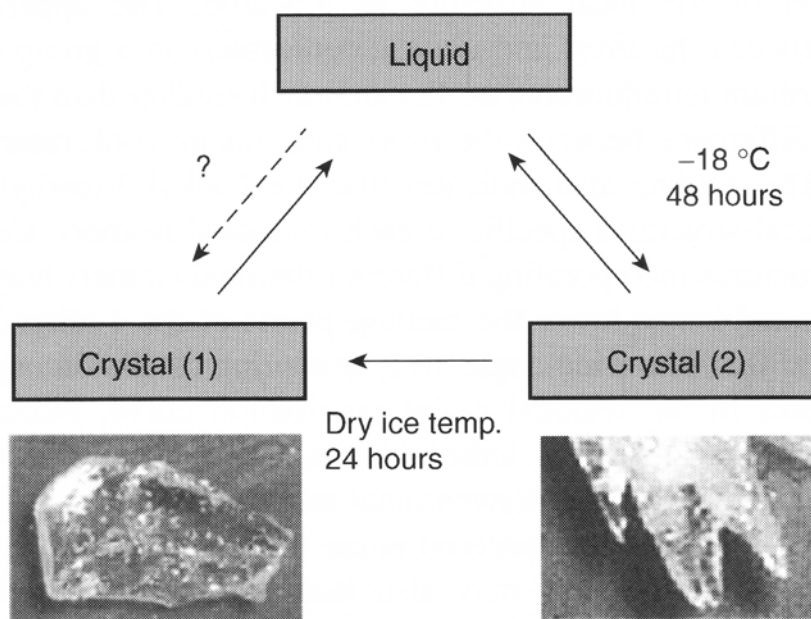 Liquid
?
−18 °C
48 hours
Crystal (1)
Crystal (2)
Dry ice temp.
24 hours